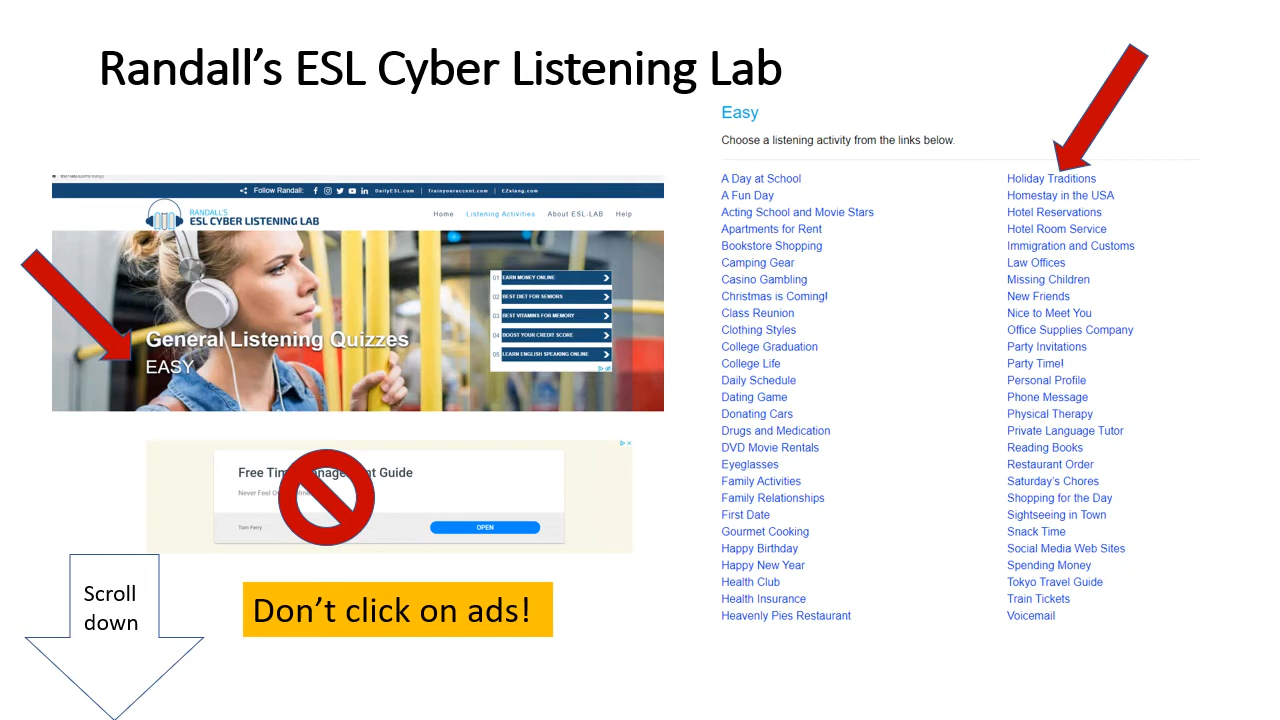 Randall’s ESL Cyber Listening Lab
Follow Randall:
DailyESL.com | Trainyouraccent.com | EZslang.com
RANDALL'S
ESL CYBER LISTENING LAB
Home Listening Activities About ESL-LAB Help
01 EARN MONEY ONLINE
02 BEST DIET FOR SENIORS
03 BEST VITAMINS FOR MEMORY
04 BOOST YOUR CREDIT SCORE
05 LEARN ENGLISH SPEAKING ONLINE
General Listening Quizzes
EASY
Free Management Guide
Never Feel
Tom Ferry
OPEN
Scroll
down
Don’t click on ads!
Easy
Choose a listening activity from the links below.
A Day at School
A Fun Day
Acting School and Movie Stars
Apartments for Rent
Bookstore Shopping
Camping Gear
Casino Gambling
Christmas is Coming!
Class Reunion
Clothing Styles
College Graduation
College Life
Daily Schedule
Dating Game
Donating Cars
Drugs and Medication
DVD Movie Rentals
Eyeglasses
Family Activities
Family Relationships
First Date
Gourmet Cooking
Happy Birthday
Happy New Year
Health Club
Health Insurance
Heavenly Pies Restaurant
Holiday Traditions
Homestay in the USA
Hotel Reservations
Hotel Room Service
Immigration and Customs
Law Offices
Missing Children
New Friends
Nice to Meet You
Office Supplies Company
Party Invitations
Party Time!
Personal Profile
Phone Message
Physical Therapy
Private Language Tutor
Reading Books
Restaurant Order
Saturday’s Chores
Shopping for the Day
Sightseeing in Town
Snack Time
Social Media Web Sites
Spending Money
Tokyo Travel Guide
Train Tickets
Voicemail